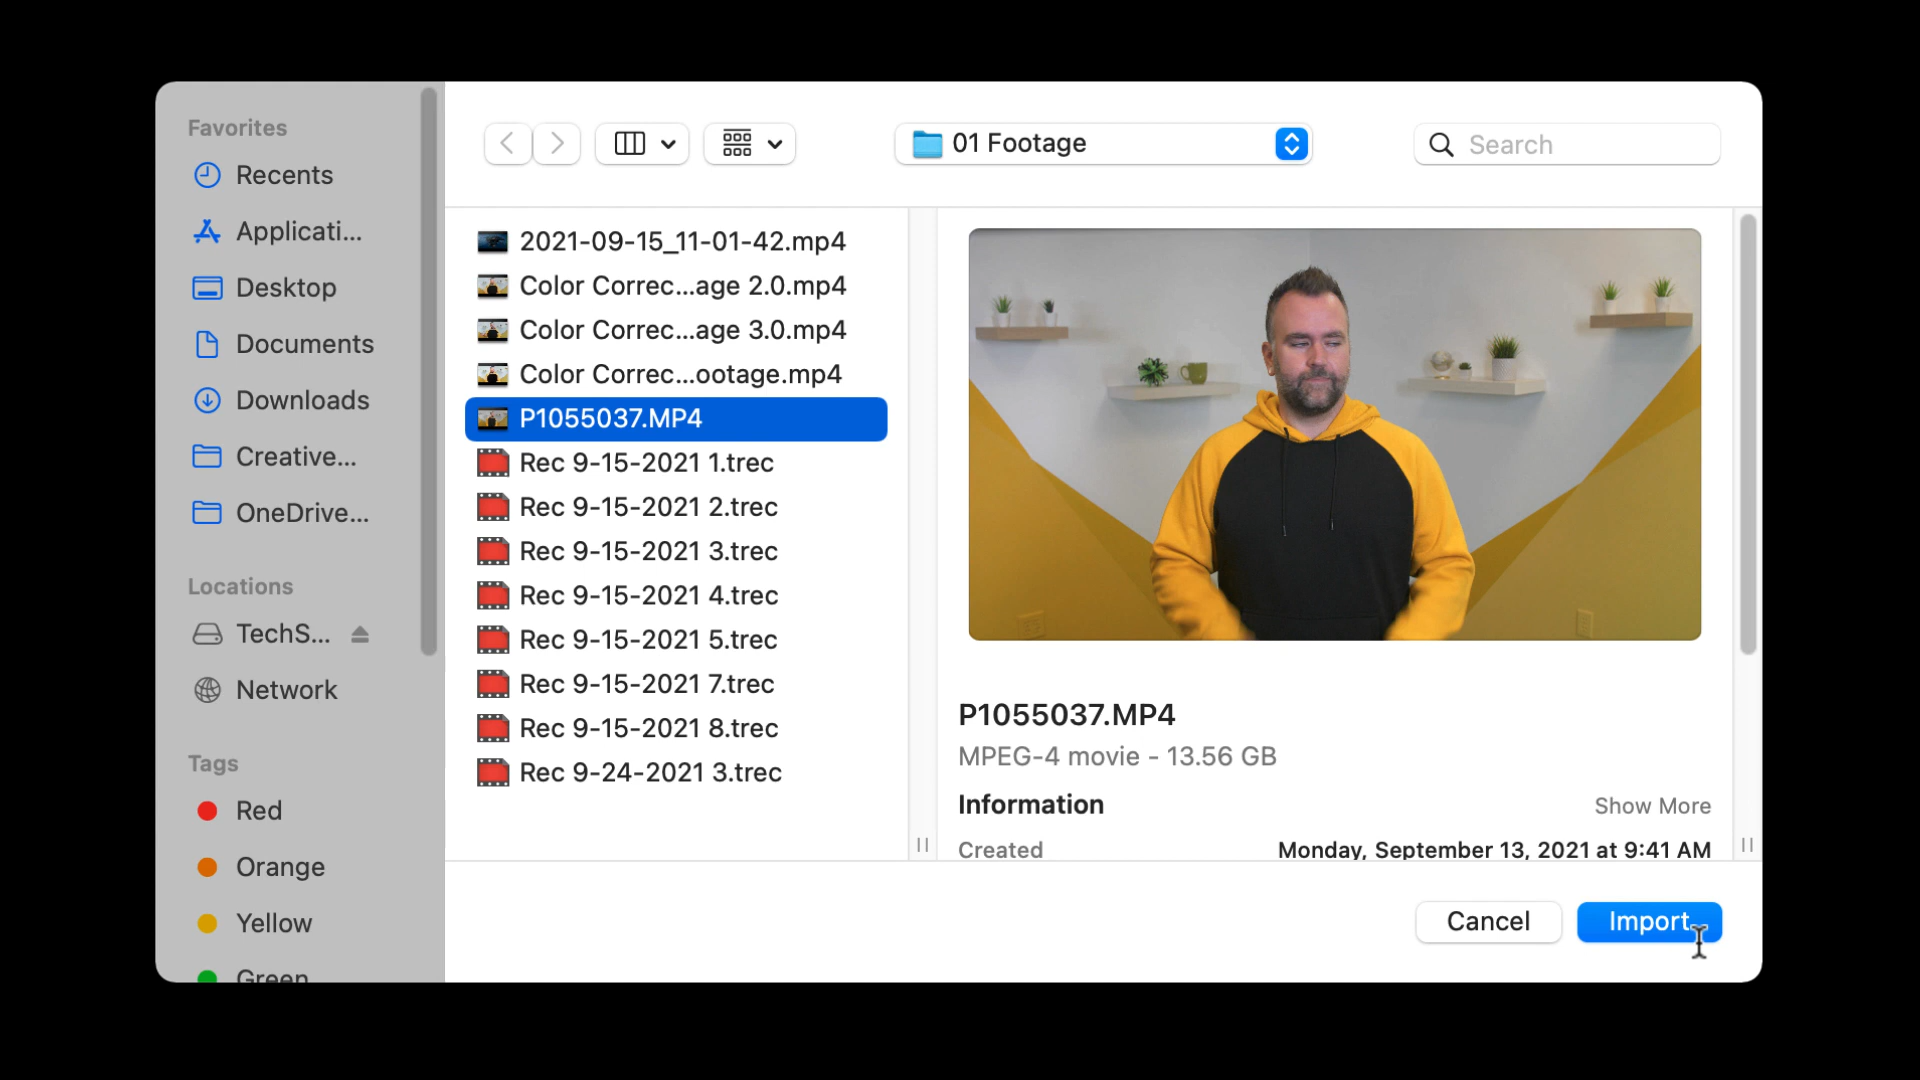 Favorites
Recents
Applicati...
Desktop
Documents
Downloads
Creative...
OneDrive...
Locations
TechS...
Network
Tags
Red
Orange
Yellow
Green
01 Footage
Search
2021-09-15_11-01-42.mp4
Color Correc...age 2.0.mp4
Color Correc...age 3.0.mp4
Color Correc...ootage.mp4
P1055037.MP4
Rec 9-15-2021 1.trec
Rec 9-15-2021 2.trec
Rec 9-15-2021 3.trec
Rec 9-15-2021 4.trec
Rec 9-15-2021 5.trec
Rec 9-15-2021 7.trec
Rec 9-15-2021 8.trec
Rec 9-24-2021 3.trec
P1055037.MP4
MPEG-4 movie - 13.56 GB
Information Show More
Created Monday, September 13, 2021 at 9:41 AM
Cancel Import